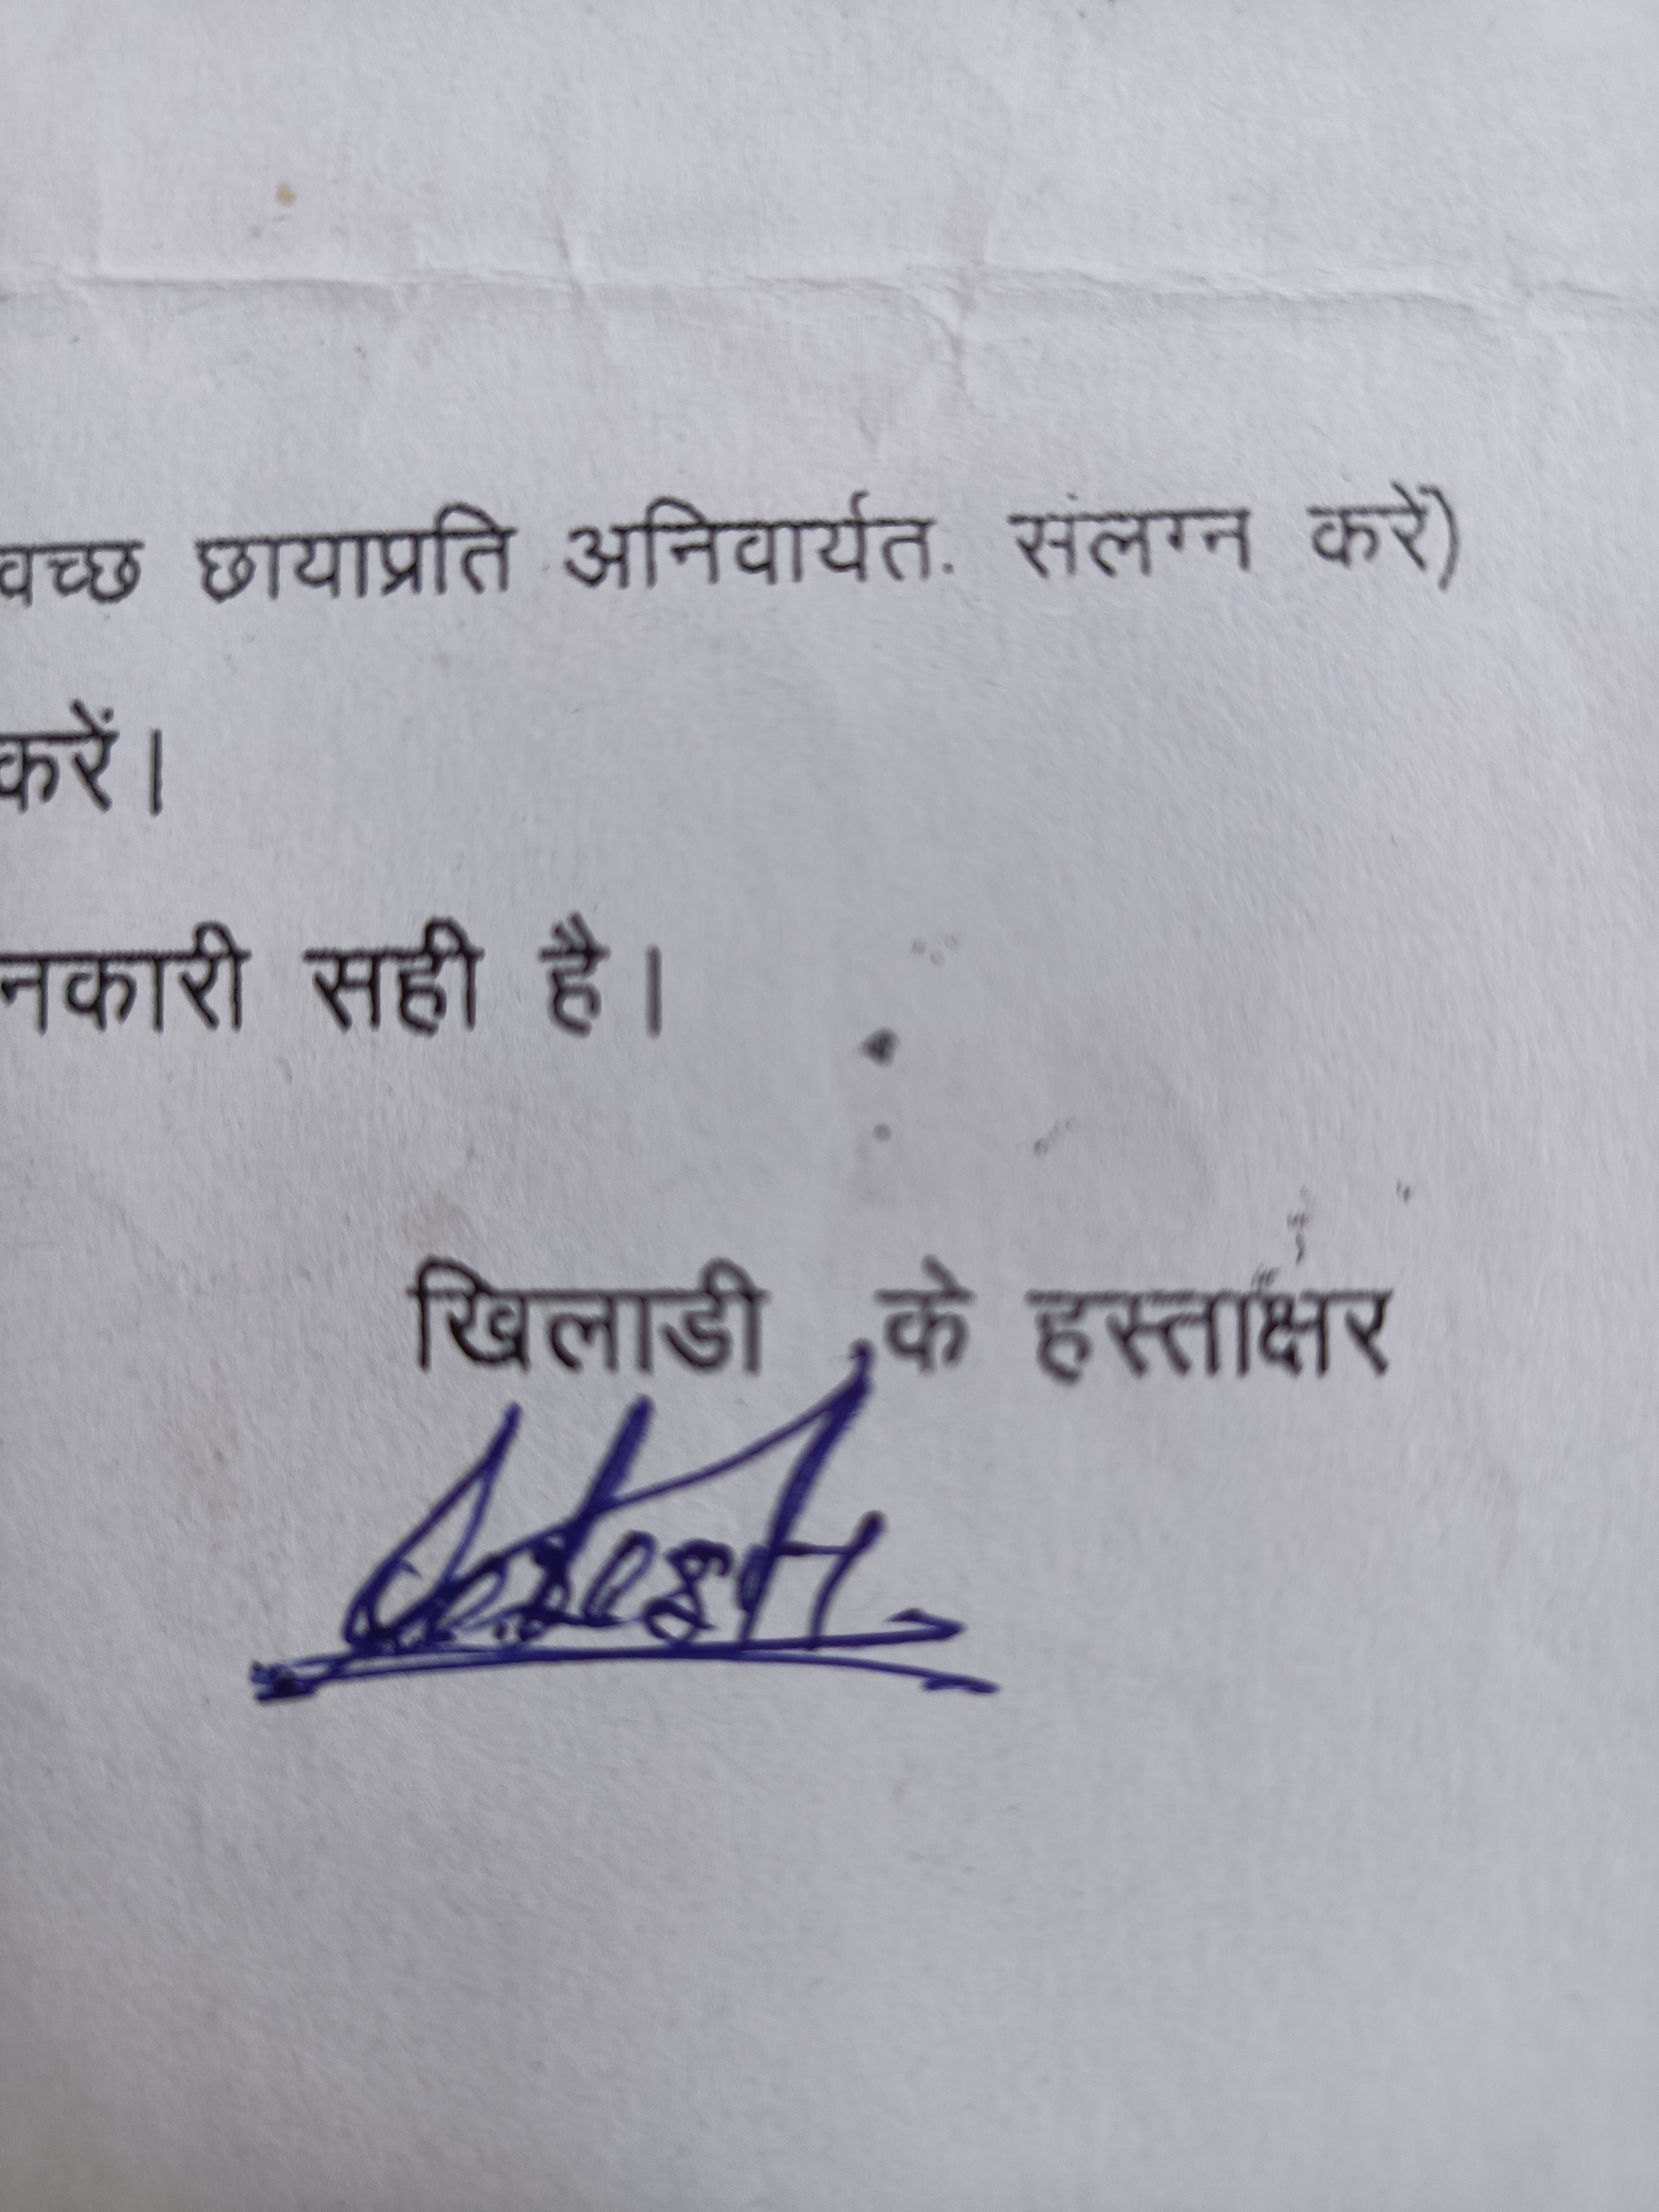 वच्छ छायाप्रति अनिवार्यत. संलग्न करें)
करें।
नकारी सही है।
खिलाडी के हस्ताक्षर